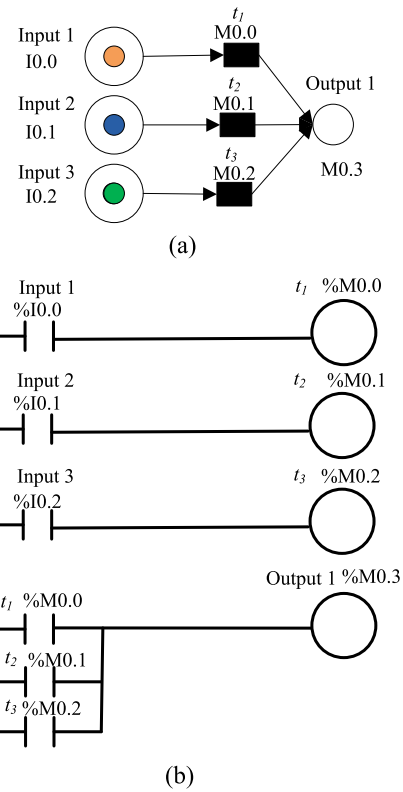 t1
Input 1
M0.0
I0.0
Output 1
Input 2
t2
M0.1
I0.1
Input 3
t3
M0.2
I0.2
M0.3
(a)
Input 1
t1 %M0.0
%I0.0
Input 2
t2 %M0.1
%I0.1
Input 3
t3 %M0.2
%I0.2
Output 1 %M0.3
t1 %M0.0
t2 %M0.1
t3 %M0.2
(b)